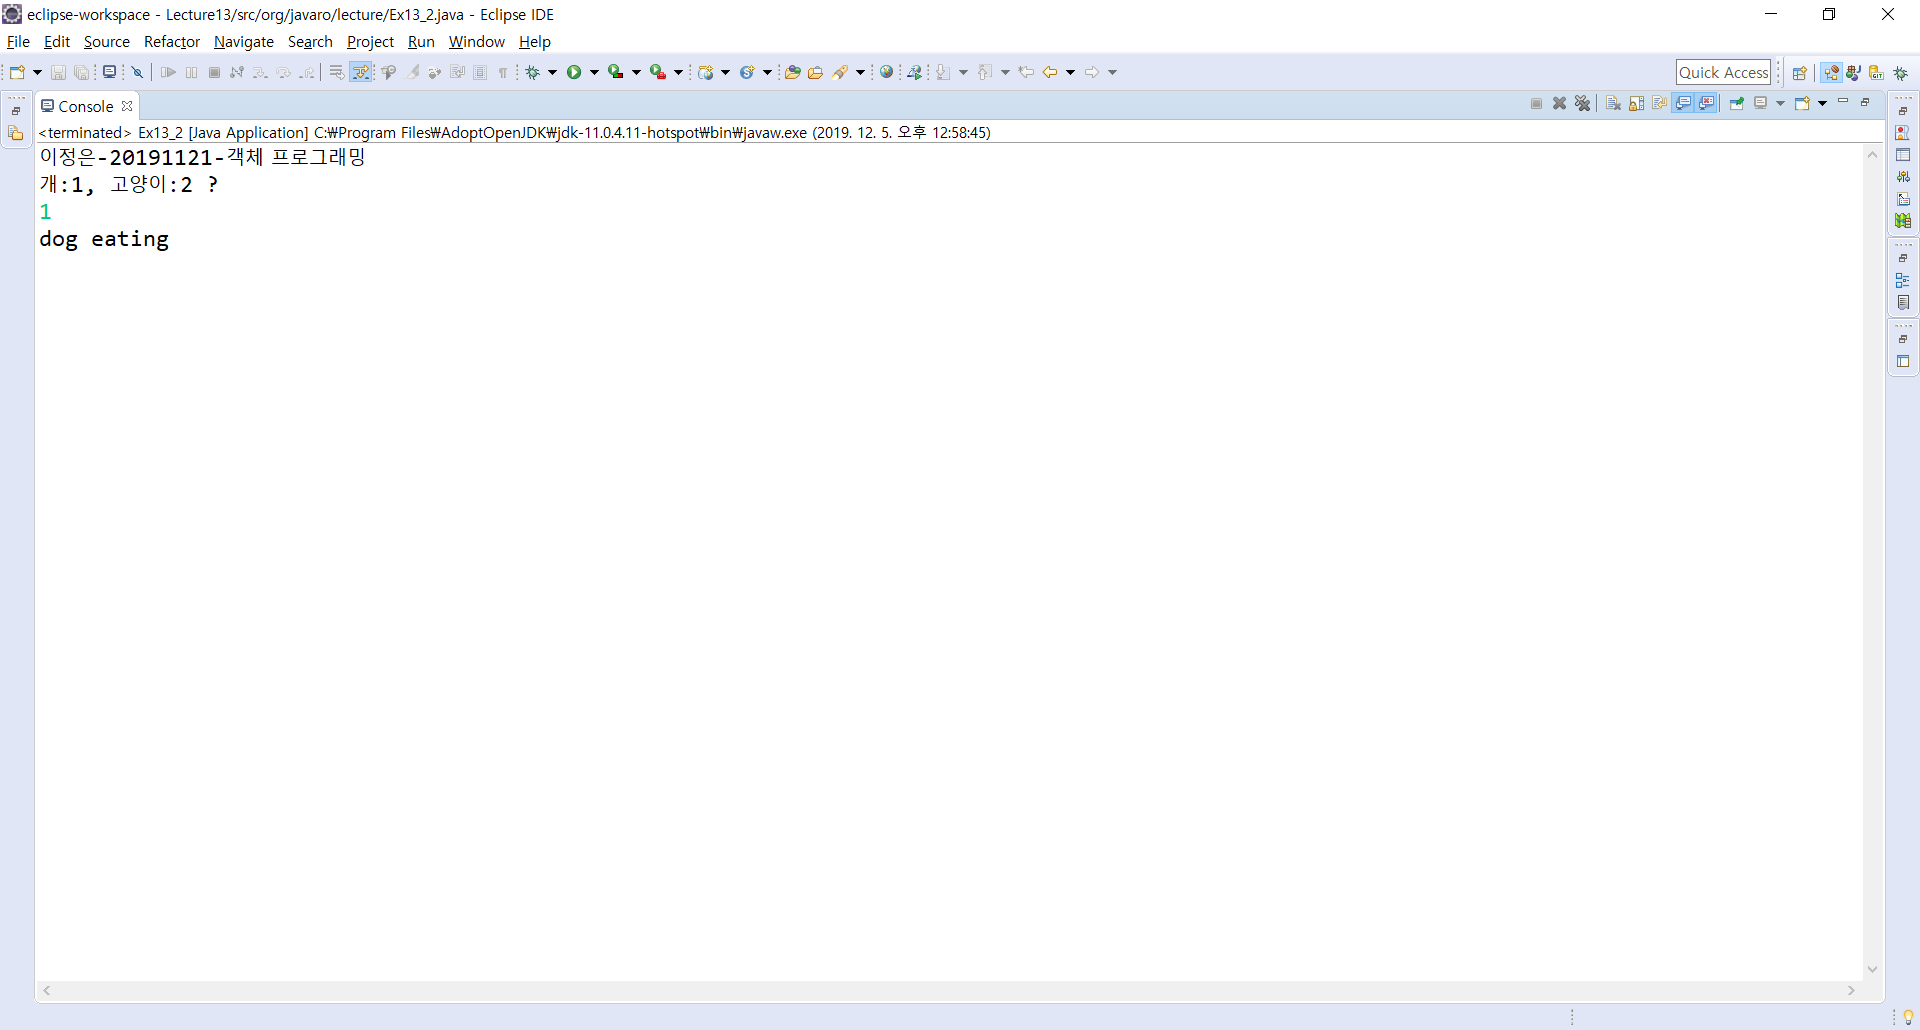 eclipse-workspace - Lecture13/src/org/javaro/lecture/Ex13_2.java - Eclipse IDE
File Edit Source Refactor Navigate Search Project Run Window Help
Quick Access
Console
<terminated> Ex13_2 [Java Application] C:₩Program Files₩AdoptOpenJDK₩jdk-11.0.4.11-hotspot₩bin₩javaw.exe (2019. 12. 5. 오후 12:58:45)
이정은-20191121-객체 프로그래밍
개:1, 고양이:2 ?
1
dog eating